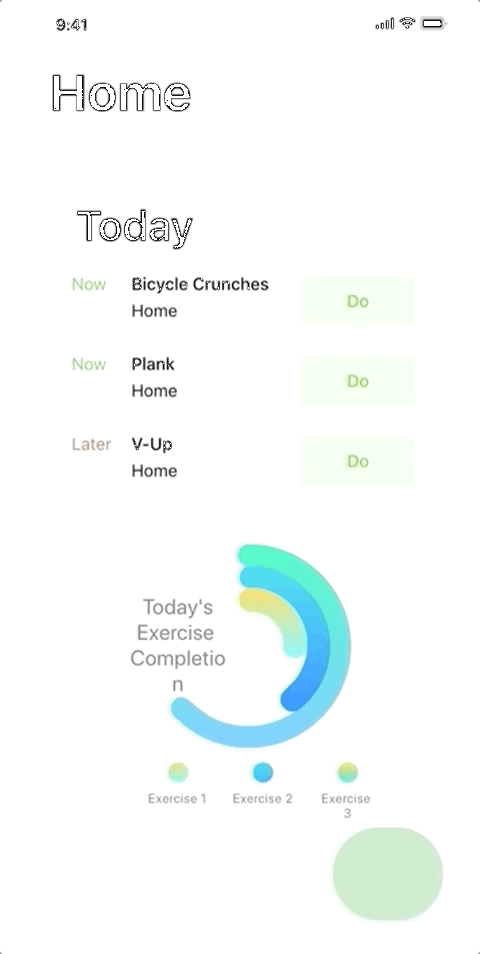 9:41
Home
Today
Now Bicycle Crunches
Home
Do
Now Plank
Home
Do
Later V-Up
Home
Do
Today's
Exercise
Completio
n
Exercise 1 Exercise 2 Exercise
3